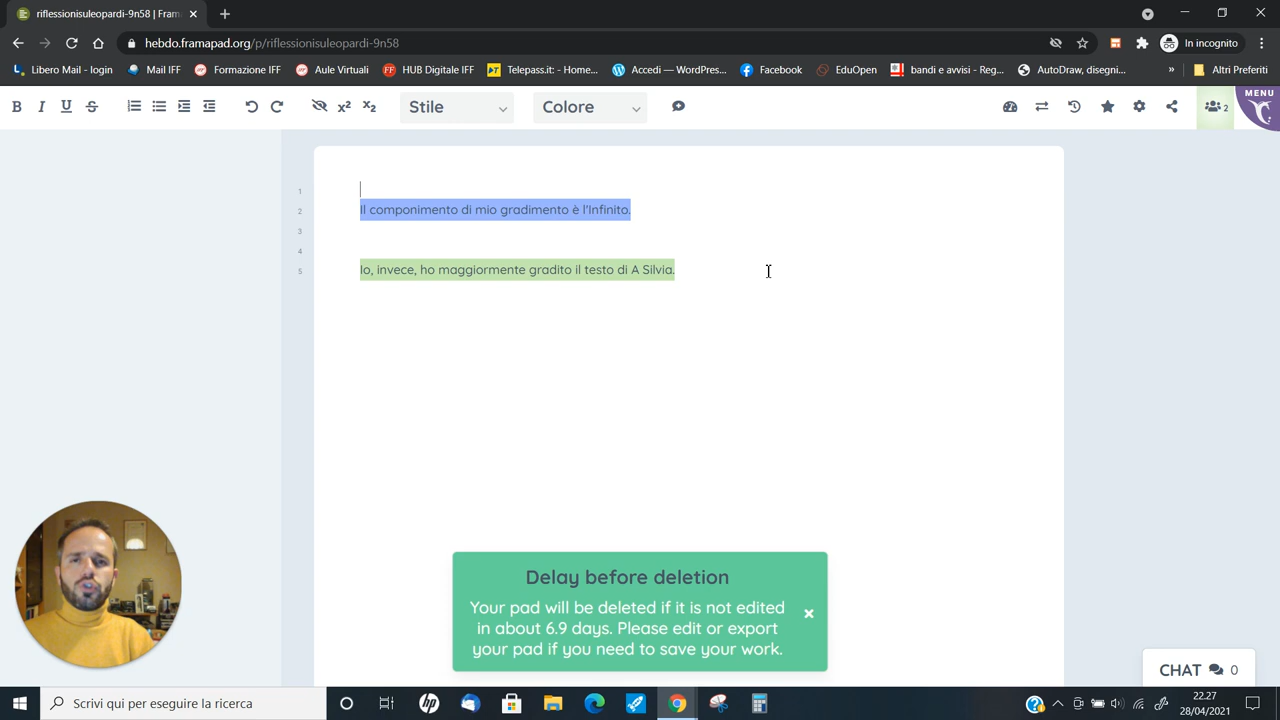 riflessionisuleopardi-9n58 | Fram
hebdo.framapad.org/p/riflessionisuleopardi-9n58
In incognito
Libero Mail - login
Mail IFF
Formazione IFF
Aule Virtuali
HUB Digitale IFF
Telepass.it: - Home...
Accedi — WordPres...
Facebook
EduOpen
bandi e avvisi - Reg...
AutoDraw, disegni...
»
Altri Preferiti
B I U S
x² x₂
Stile
Colore
2
MENU
1
2 Il componimento di mio gradimento è l'Infinito.
3
4
5 Io, invece, ho maggiormente gradito il testo di A Silvia.
Delay before deletion
Your pad will be deleted if it is not edited
in about 6.9 days. Please edit or export
your pad if you need to save your work.
CHAT 0
Scrivi qui per eseguire la ricerca
22.27
28/04/2021